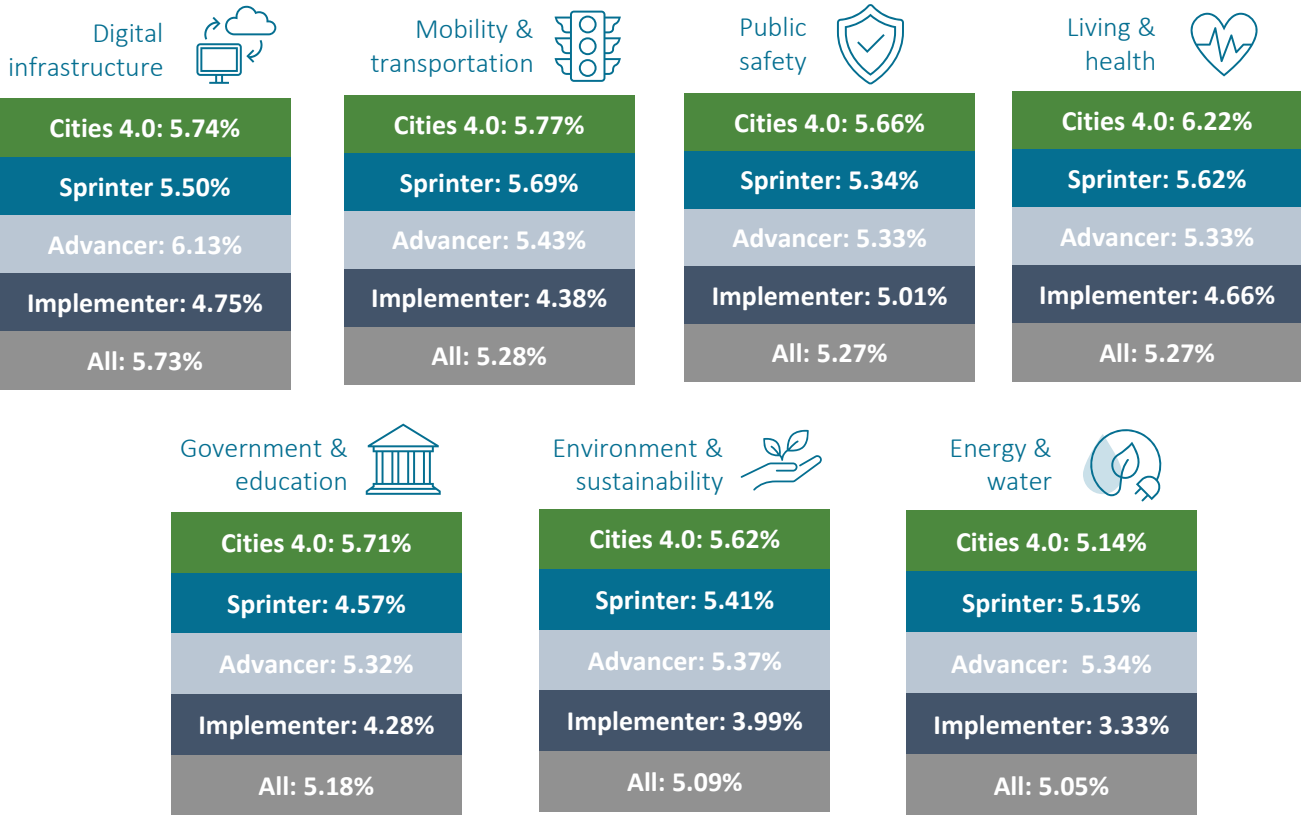 Digital
infrastructure
Cities 4.0: 5.74%
Sprinter 5.50%
Advancer: 6.13%
Implementer: 4.75%
All: 5.73%
Mobility &
transportation
Cities 4.0: 5.77%
Sprinter: 5.69%
Advancer: 5.43%
Implementer: 4.38%
All: 5.28%
Public
safety
Cities 4.0: 5.66%
Sprinter: 5.34%
Advancer: 5.33%
Implementer: 5.01%
All: 5.27%
Living &
health
Cities 4.0: 6.22%
Sprinter: 5.62%
Advancer: 5.33%
Implementer: 4.66%
All: 5.27%
Government &
education
Cities 4.0: 5.71%
Sprinter: 4.57%
Advancer: 5.32%
Implementer: 4.28%
All: 5.18%
Environment &
sustainability
Cities 4.0: 5.62%
Sprinter: 5.41%
Advancer: 5.37%
Implementer: 3.99%
All: 5.09%
Energy &
water
Cities 4.0: 5.14%
Sprinter: 5.15%
Advancer: 5.34%
Implementer: 3.33%
All: 5.05%